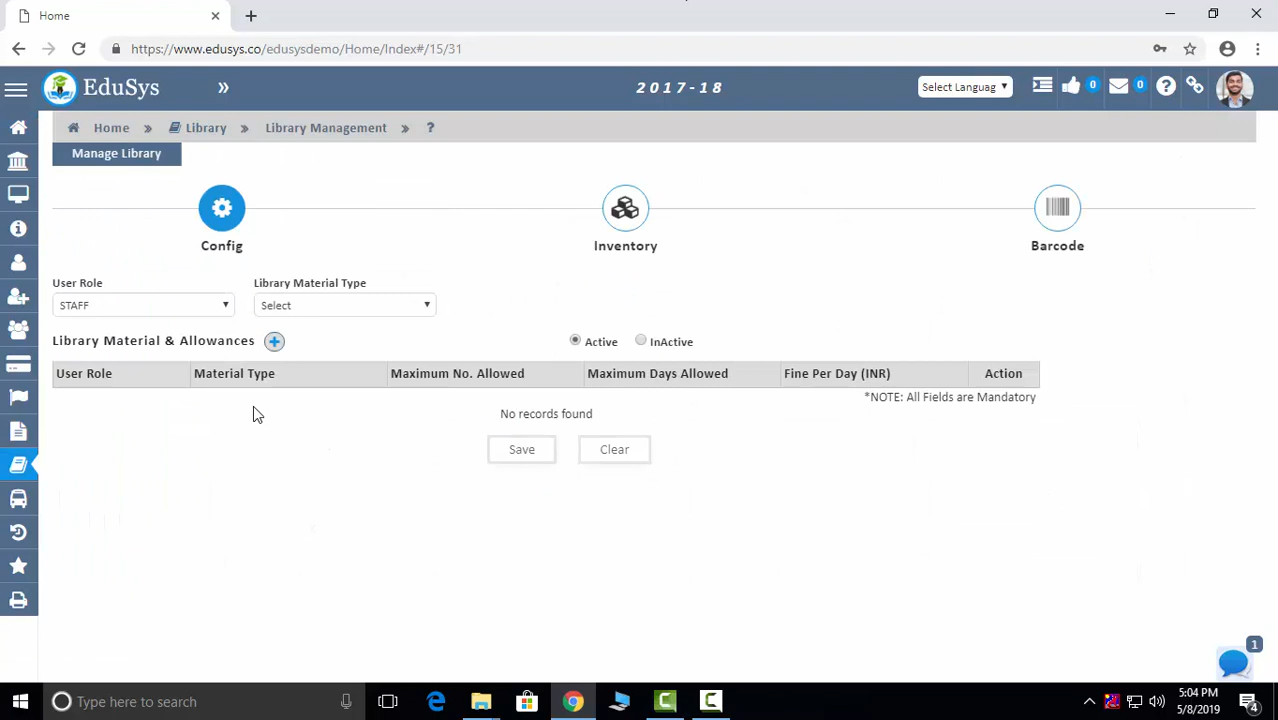 Home
https://www.edusys.co/edusysdemo/Home/Index#/15/31
EduSys » 2017-18 Select Languag 0 0
Home » Library » Library Management » ?
Manage Library
Config Inventory Barcode
User Role Library Material Type
STAFF Select
Library Material & Allowances Active InActive
User Role Material Type Maximum No. Allowed Maximum Days Allowed Fine Per Day (INR) Action
*NOTE: All Fields are Mandatory
No records found
Save Clear
1
Type here to search
5:04 PM
5/8/2019
4